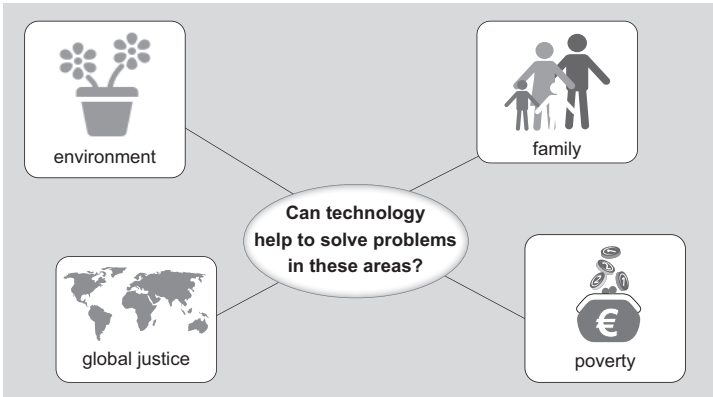 environment
family
Can technology
help to solve problems
in these areas?
global justice
€
poverty